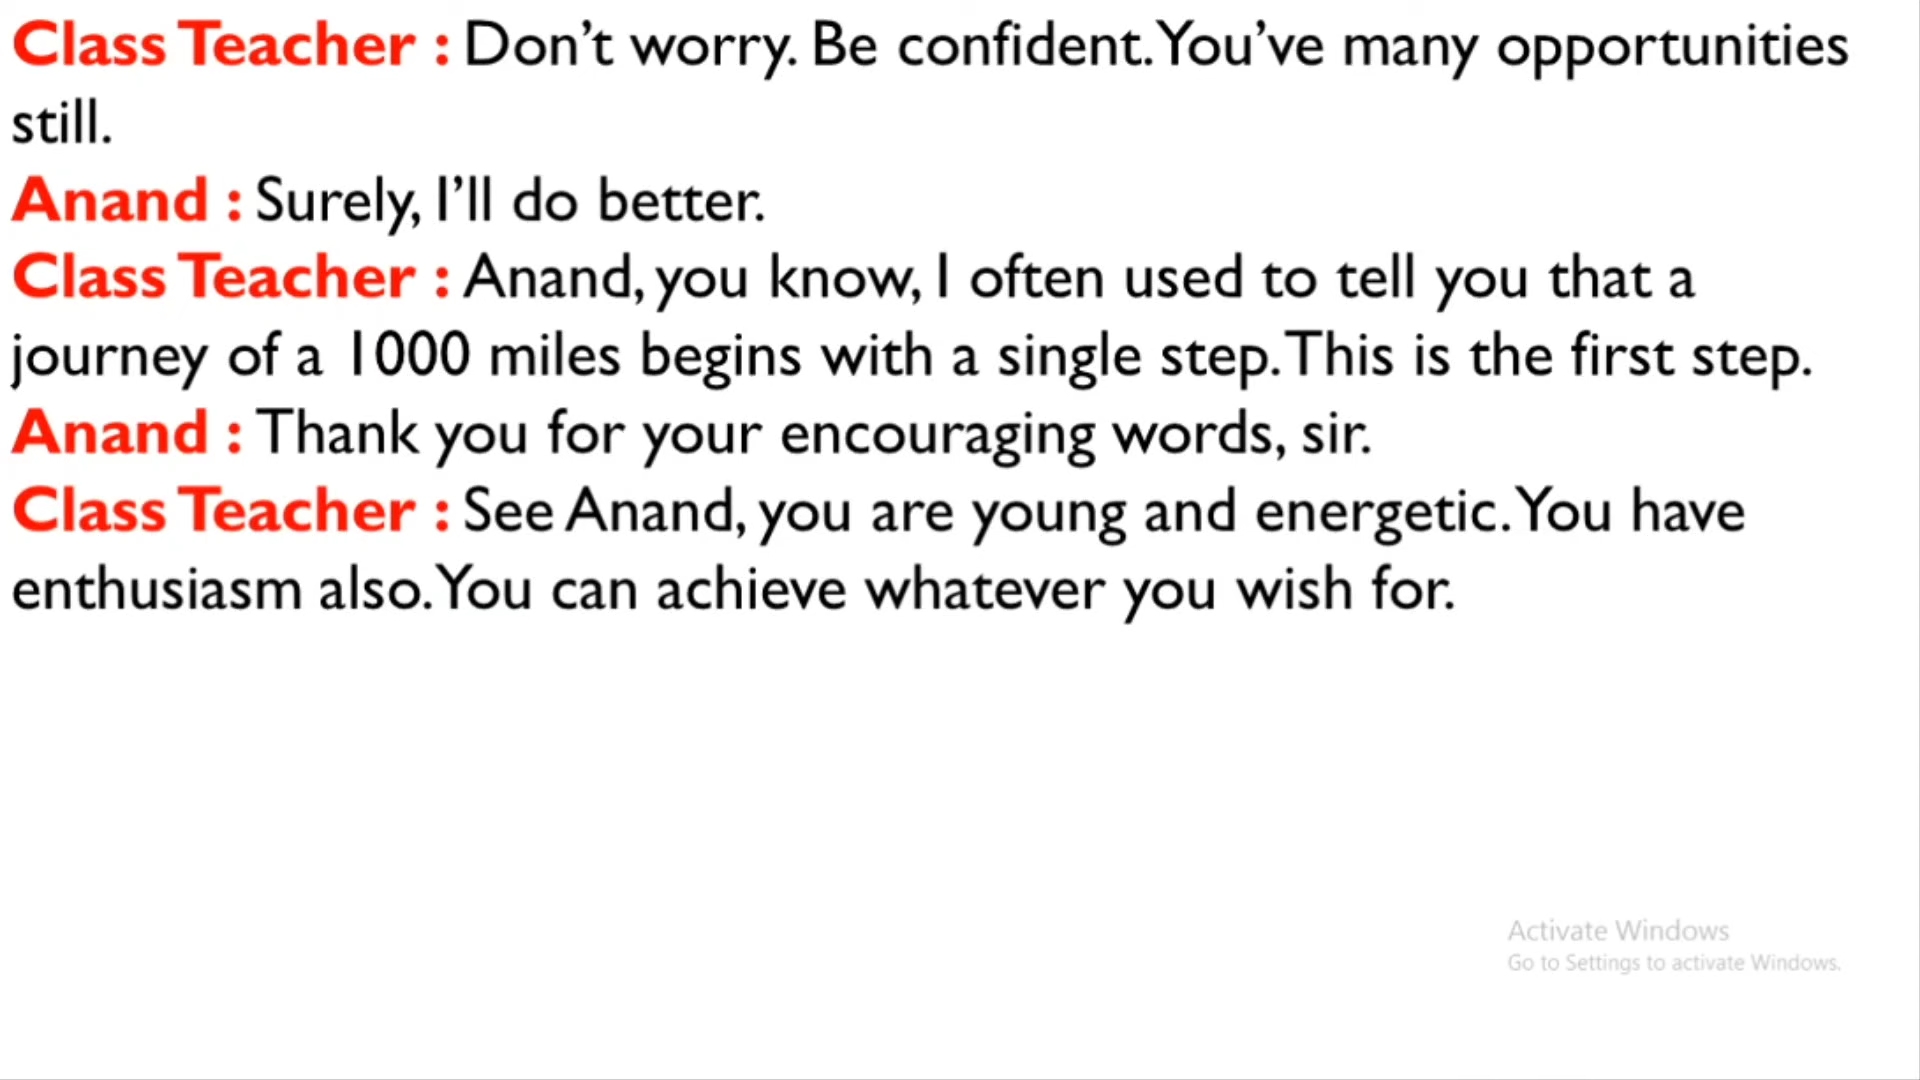 Class Teacher : Don’t worry. Be confident. You’ve many opportunities
still.
Anand : Surely, I’ll do better.
Class Teacher : Anand, you know, I often used to tell you that a
journey of a 1000 miles begins with a single step. This is the first step.
Anand : Thank you for your encouraging words, sir.
Class Teacher : See Anand, you are young and energetic. You have
enthusiasm also. You can achieve whatever you wish for.
Activate Windows
Go to Settings to activate Windows.